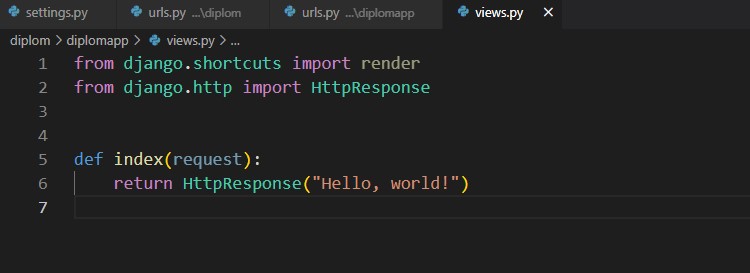 settings.py urls.py ...\diplom urls.py ...\diplomapp views.py ×
diplom > diplomapp > views.py > ...
1 from django.shortcuts import render
2 from django.http import HttpResponse
3
4
5 def index(request):
6     return HttpResponse("Hello, world!")
7